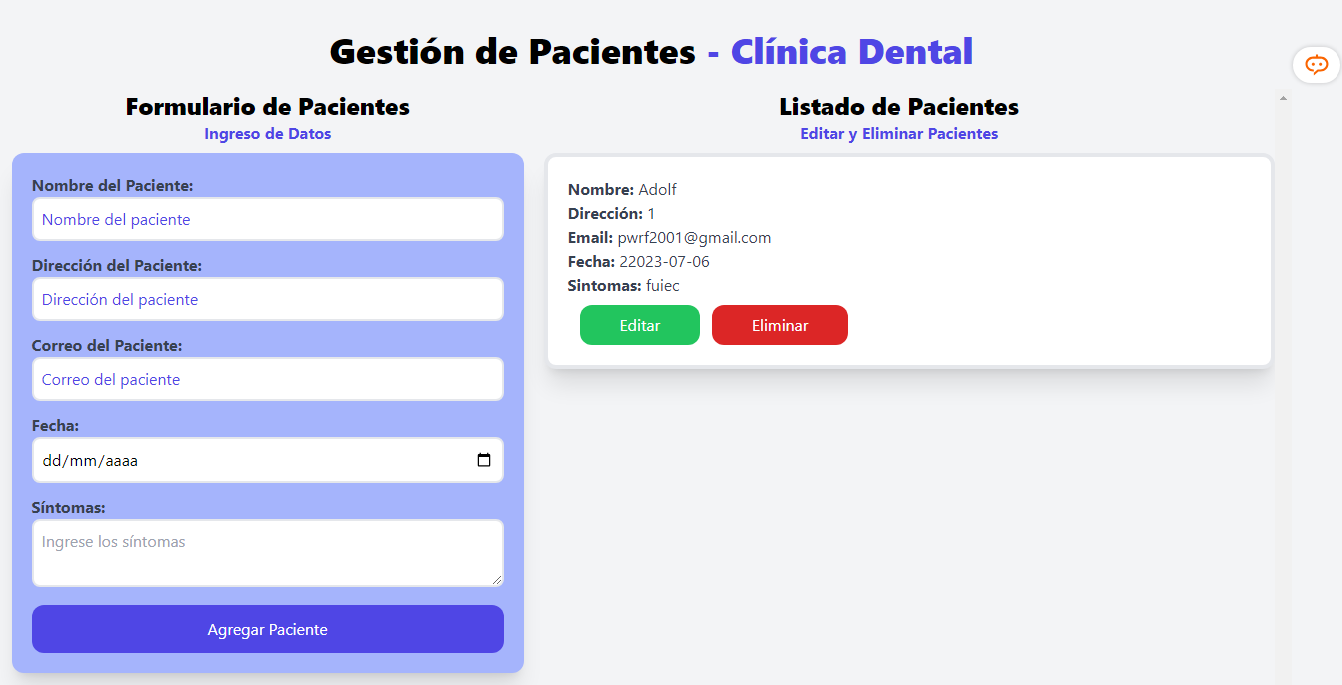 Gestión de Pacientes - Clínica Dental
Formulario de Pacientes
Ingreso de Datos
Nombre del Paciente:
Nombre del paciente
Dirección del Paciente:
Dirección del paciente
Correo del Paciente:
Correo del paciente
Fecha:
dd/mm/aaaa
Síntomas:
Ingrese los síntomas
Agregar Paciente
Listado de Pacientes
Editar y Eliminar Pacientes
Nombre: Adolf
Dirección: 1
Email: pwrf2001@gmail.com
Fecha: 22023-07-06
Sintomas: fuiec
Editar Eliminar